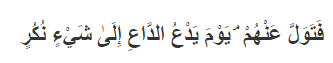 فَتَوَلَّ عَنْهُمْ ۘ يَوْمَ يَدْعُ الدَّاعِ إِلَىٰ شَيْءٍ نُكُرٍ